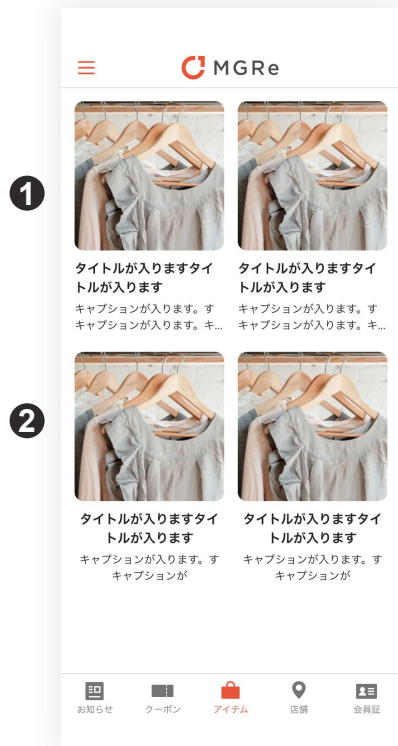 MGRe
1
タイトルが入りますタイ
トルが入ります
キャプションが入ります。す
キャプションが入ります。キ...
タイトルが入りますタイ
トルが入ります
キャプションが入ります。す
キャプションが入ります。キ...
2
タイトルが入りますタイ
トルが入ります
キャプションが入ります。す
キャプションが
タイトルが入りますタイ
トルが入ります
キャプションが入ります。す
キャプションが
お知らせ
クーポン
アイテム
店舗
会員証